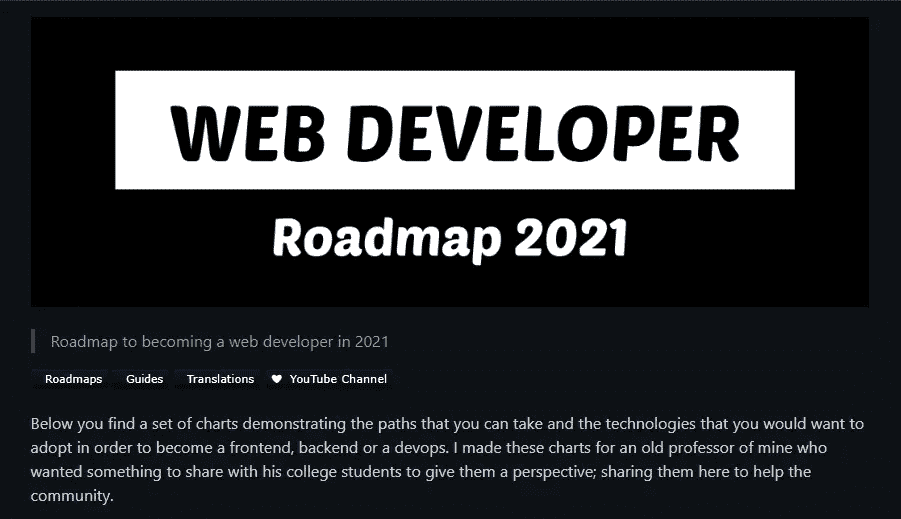 WEB DEVELOPER
Roadmap 2021
Roadmap to becoming a web developer in 2021
Roadmaps Guides Translations YouTube Channel
Below you find a set of charts demonstrating the paths that you can take and the technologies that you would want to
adopt in order to become a frontend, backend or a devops. I made these charts for an old professor of mine who
wanted something to share with his college students to give them a perspective; sharing them here to help the
community.